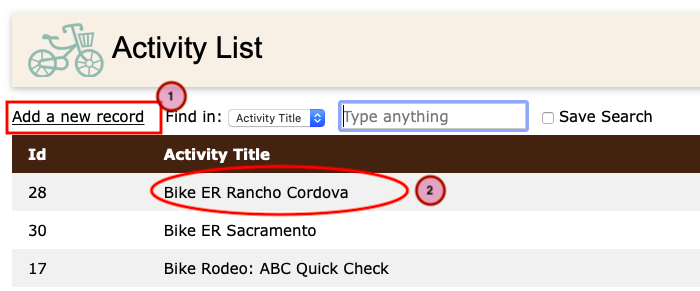 Activity List
1
Add a new record Find in: Activity Title Type anything Save Search
Id Activity Title
28 Bike ER Rancho Cordova 2
30 Bike ER Sacramento
17 Bike Rodeo: ABC Quick Check